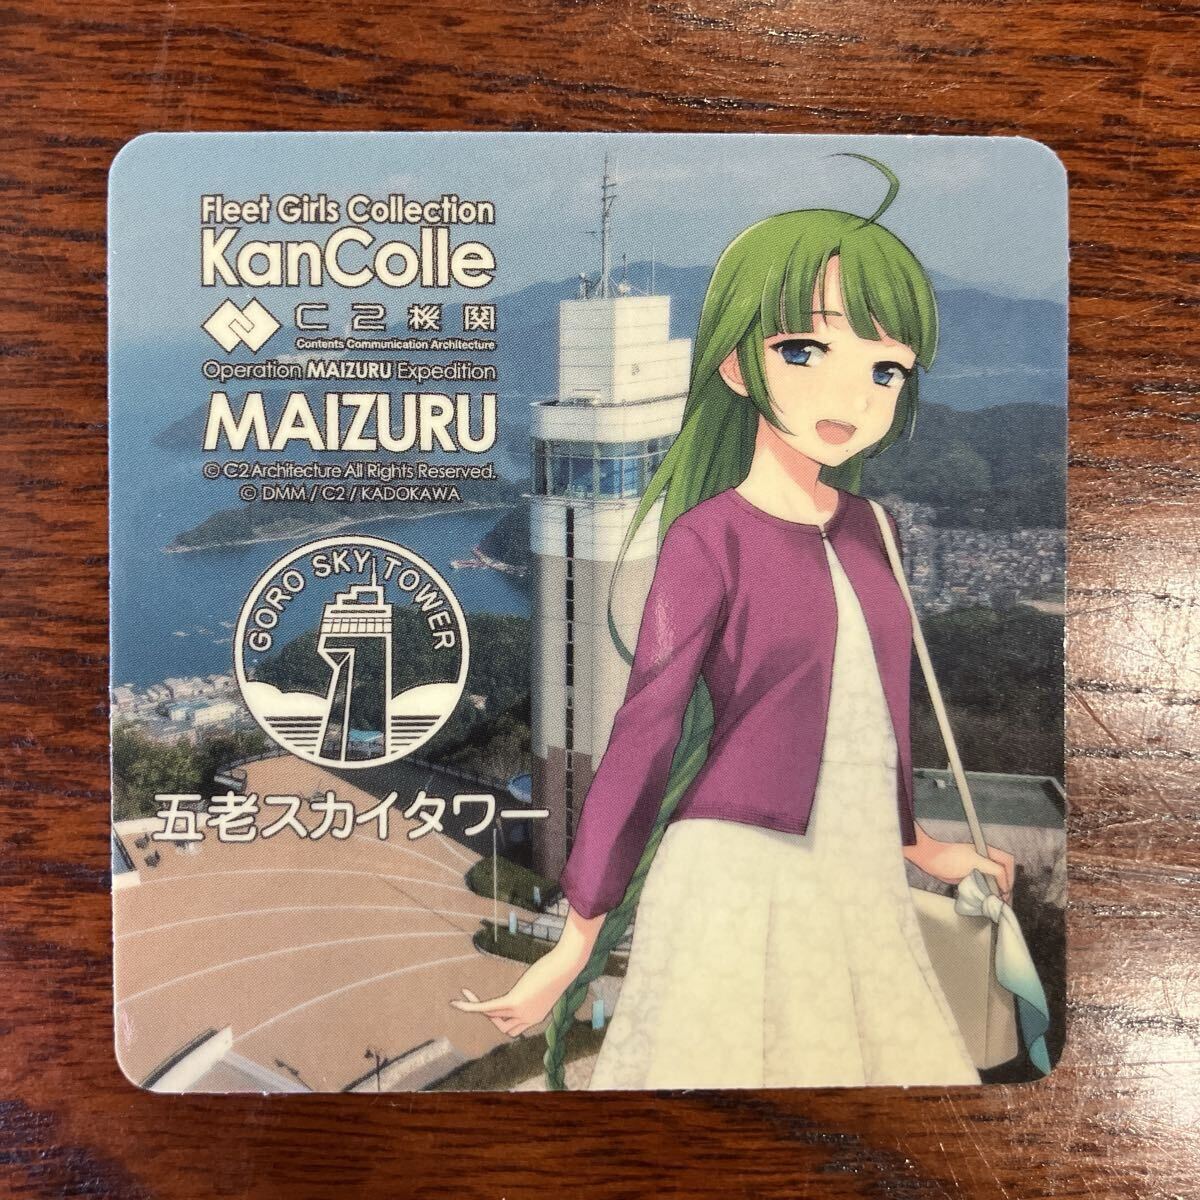 Fleet Girls Collection
KanColle
C2機関
Contents Communication Architecture
Operation MAIZURU Expedition
MAIZURU
© C2 Architecture All Rights Reserved.
© DMM / C2 / KADOKAWA
GORO SKY TOWER
五老スカイタワー